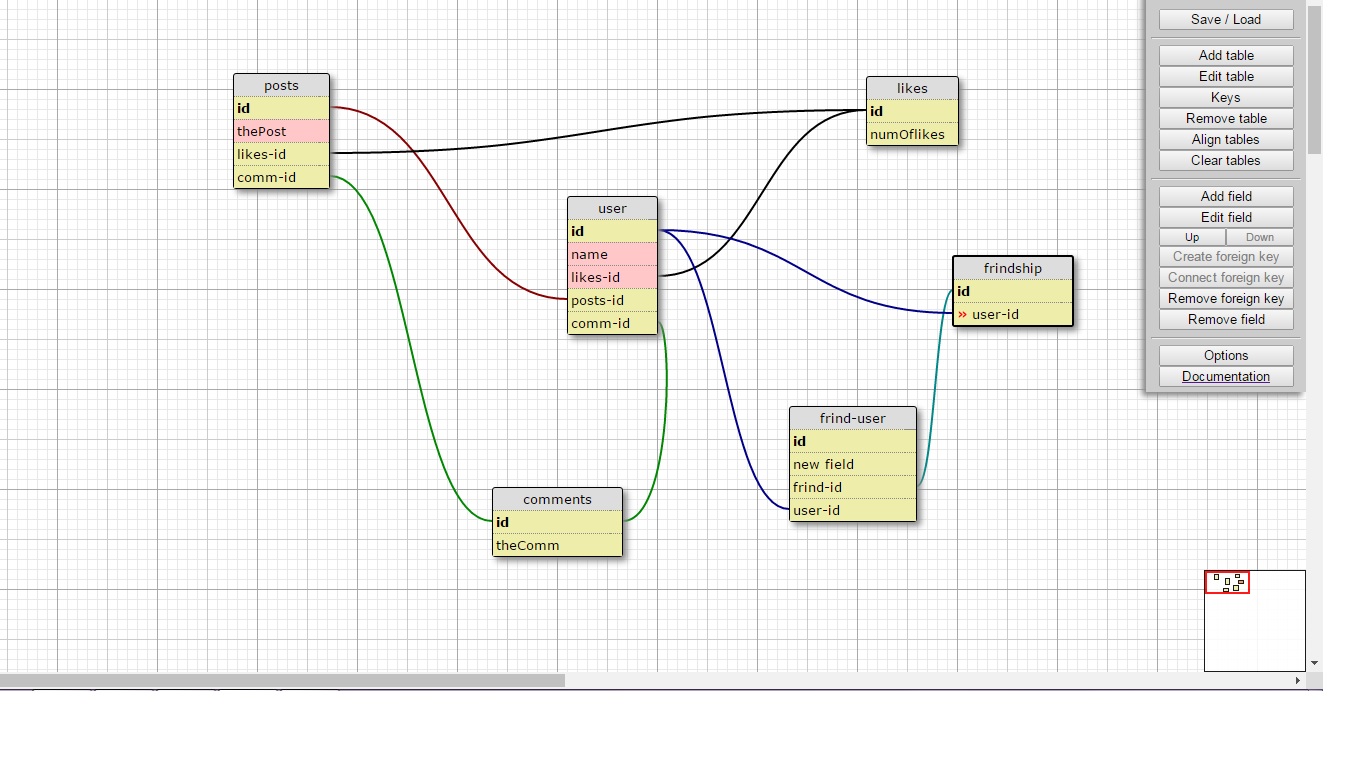 posts
id
thePost
likes-id
comm-id
likes
id
numOflikes
user
id
name
likes-id
posts-id
comm-id
frindship
id
» user-id
frind-user
id
new field
frind-id
user-id
comments
id
theComm
Save / Load
Add table
Edit table
Keys
Remove table
Align tables
Clear tables
Add field
Edit field
Up Down
Create foreign key
Connect foreign key
Remove foreign key
Remove field
Options
Documentation